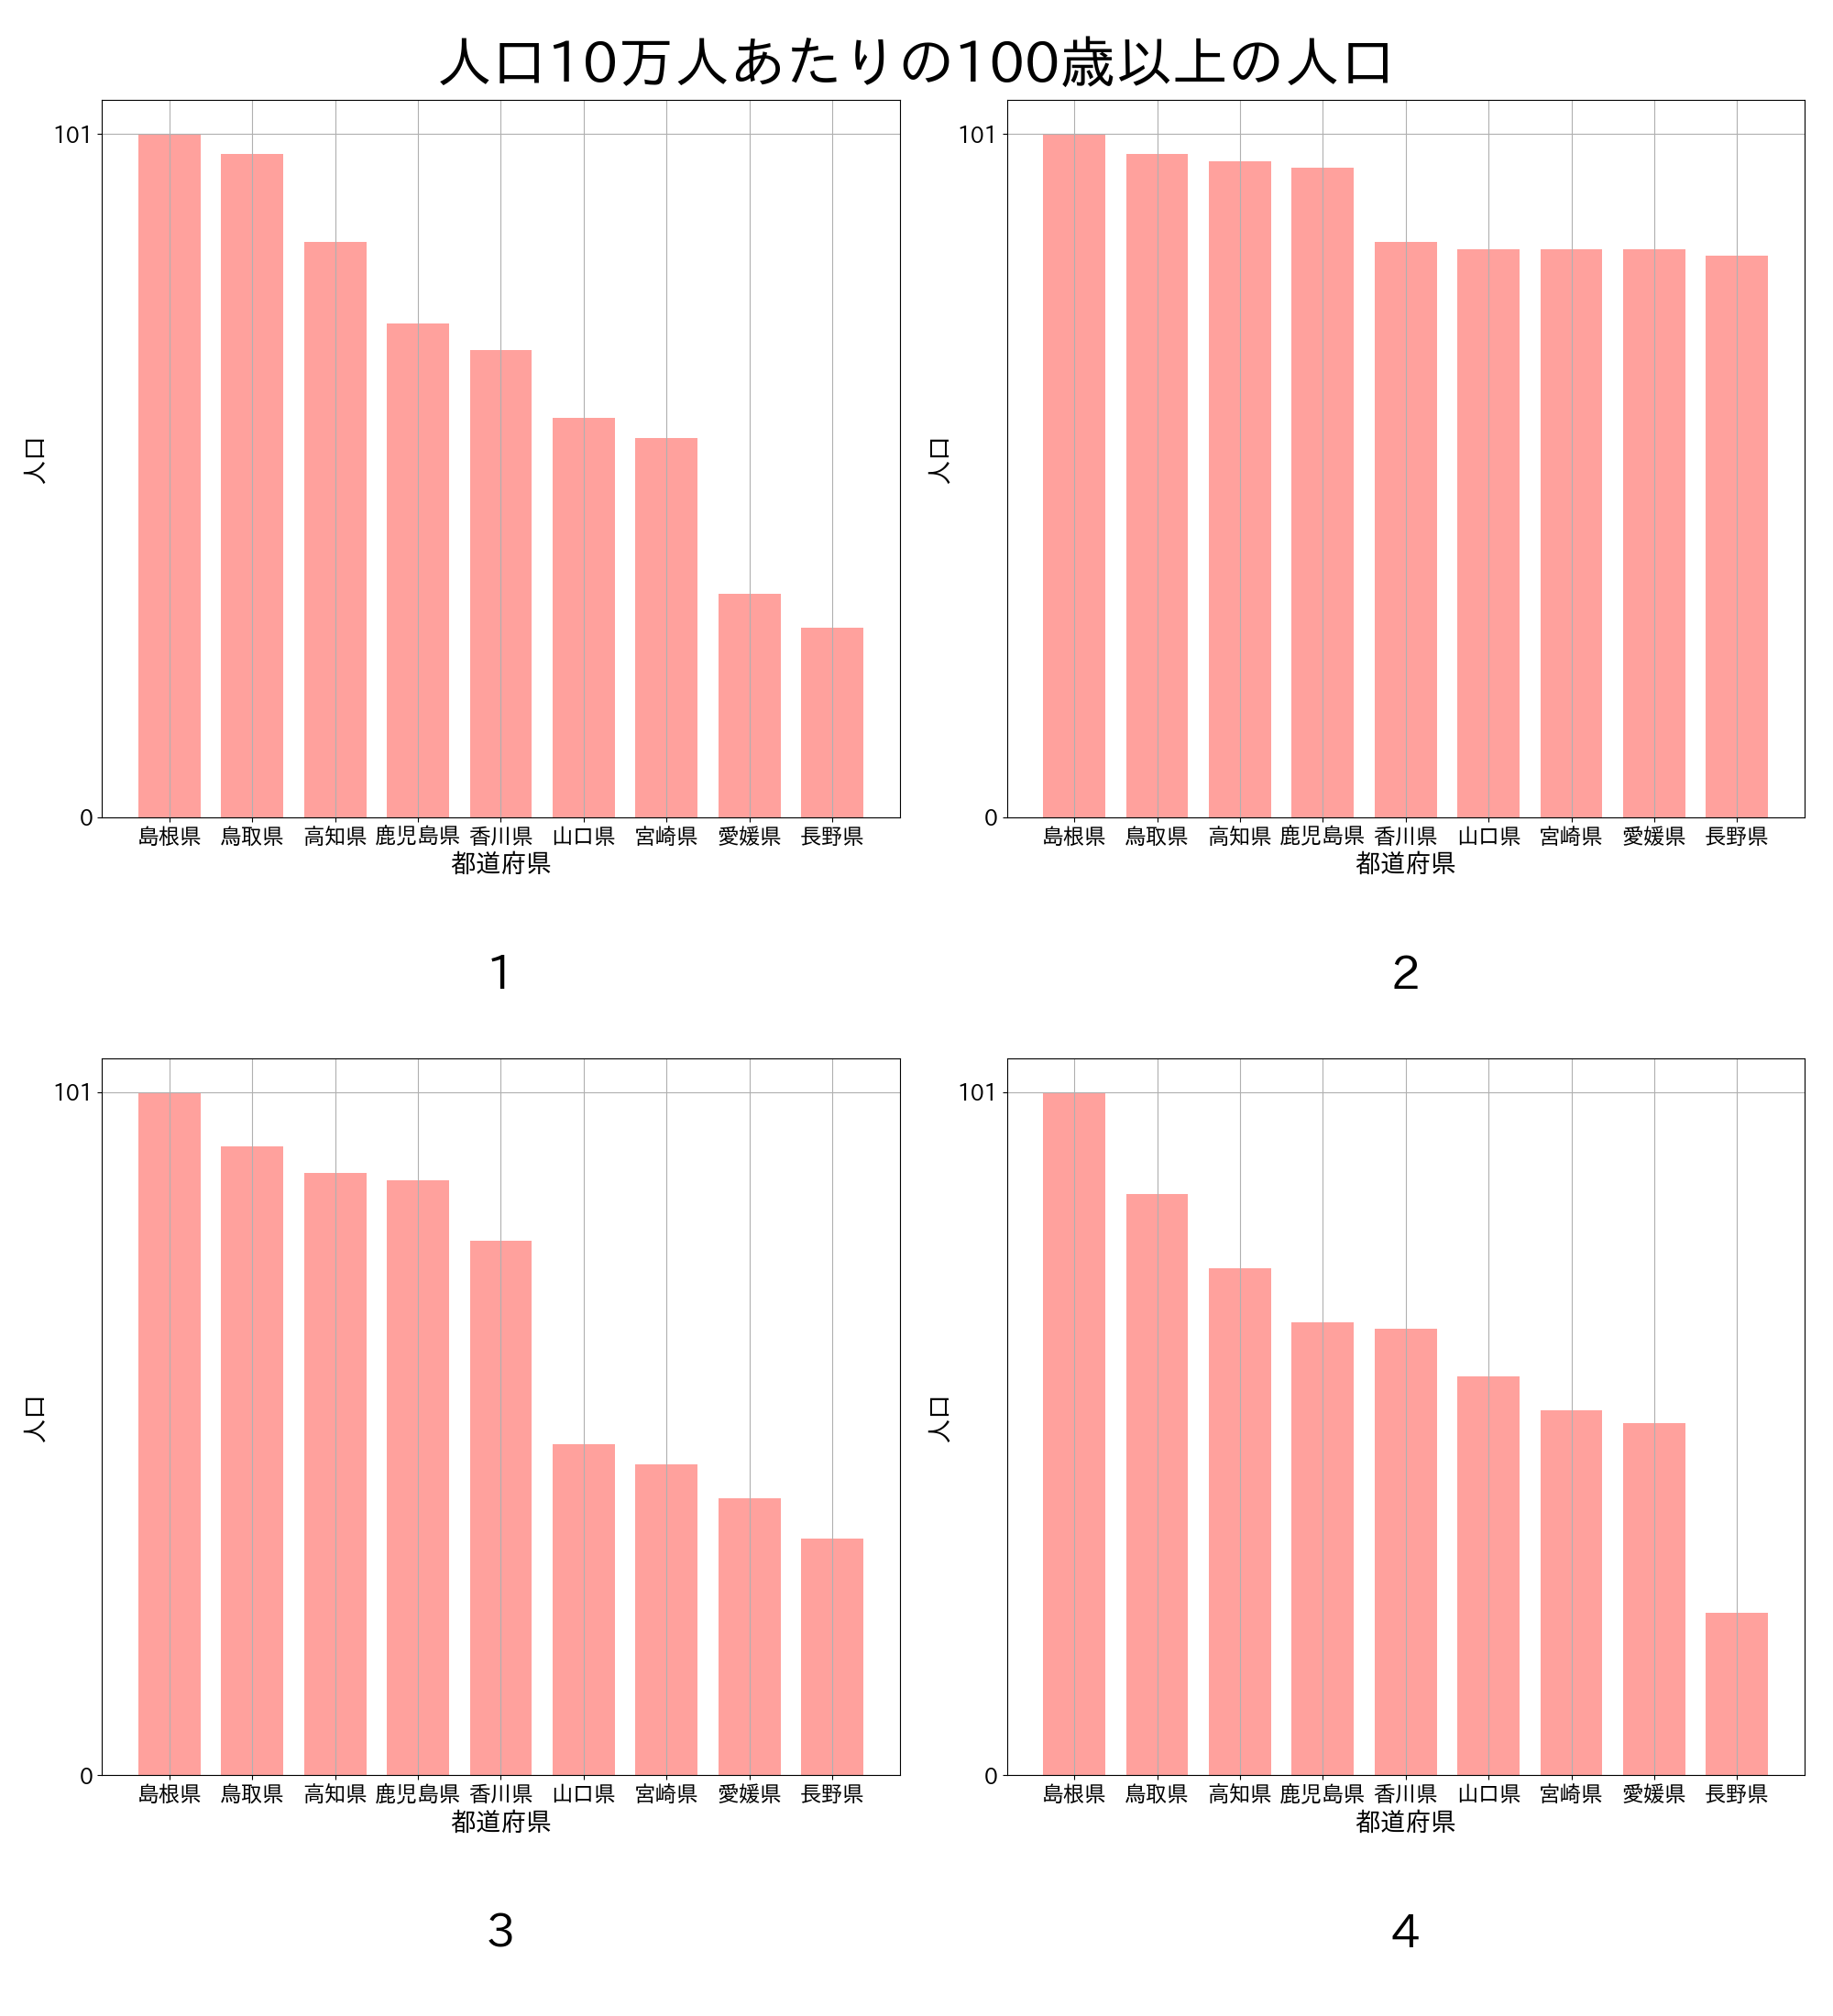 人口10万人あたりの100歳以上の人口
101
0
人口
島根県 鳥取県 高知県 鹿児島県 香川県 山口県 宮崎県 愛媛県 長野県
都道府県
1
101
0
人口
島根県 鳥取県 高知県 鹿児島県 香川県 山口県 宮崎県 愛媛県 長野県
都道府県
2
101
0
人口
島根県 鳥取県 高知県 鹿児島県 香川県 山口県 宮崎県 愛媛県 長野県
都道府県
3
101
0
人口
島根県 鳥取県 高知県 鹿児島県 香川県 山口県 宮崎県 愛媛県 長野県
都道府県
4